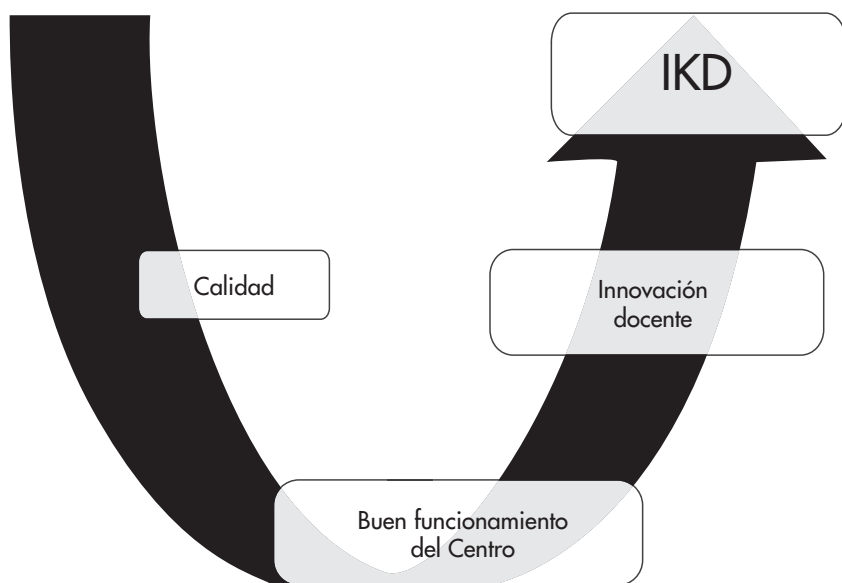 IKD
Calidad
Innovación
docente
Buen funcionamiento
del Centro